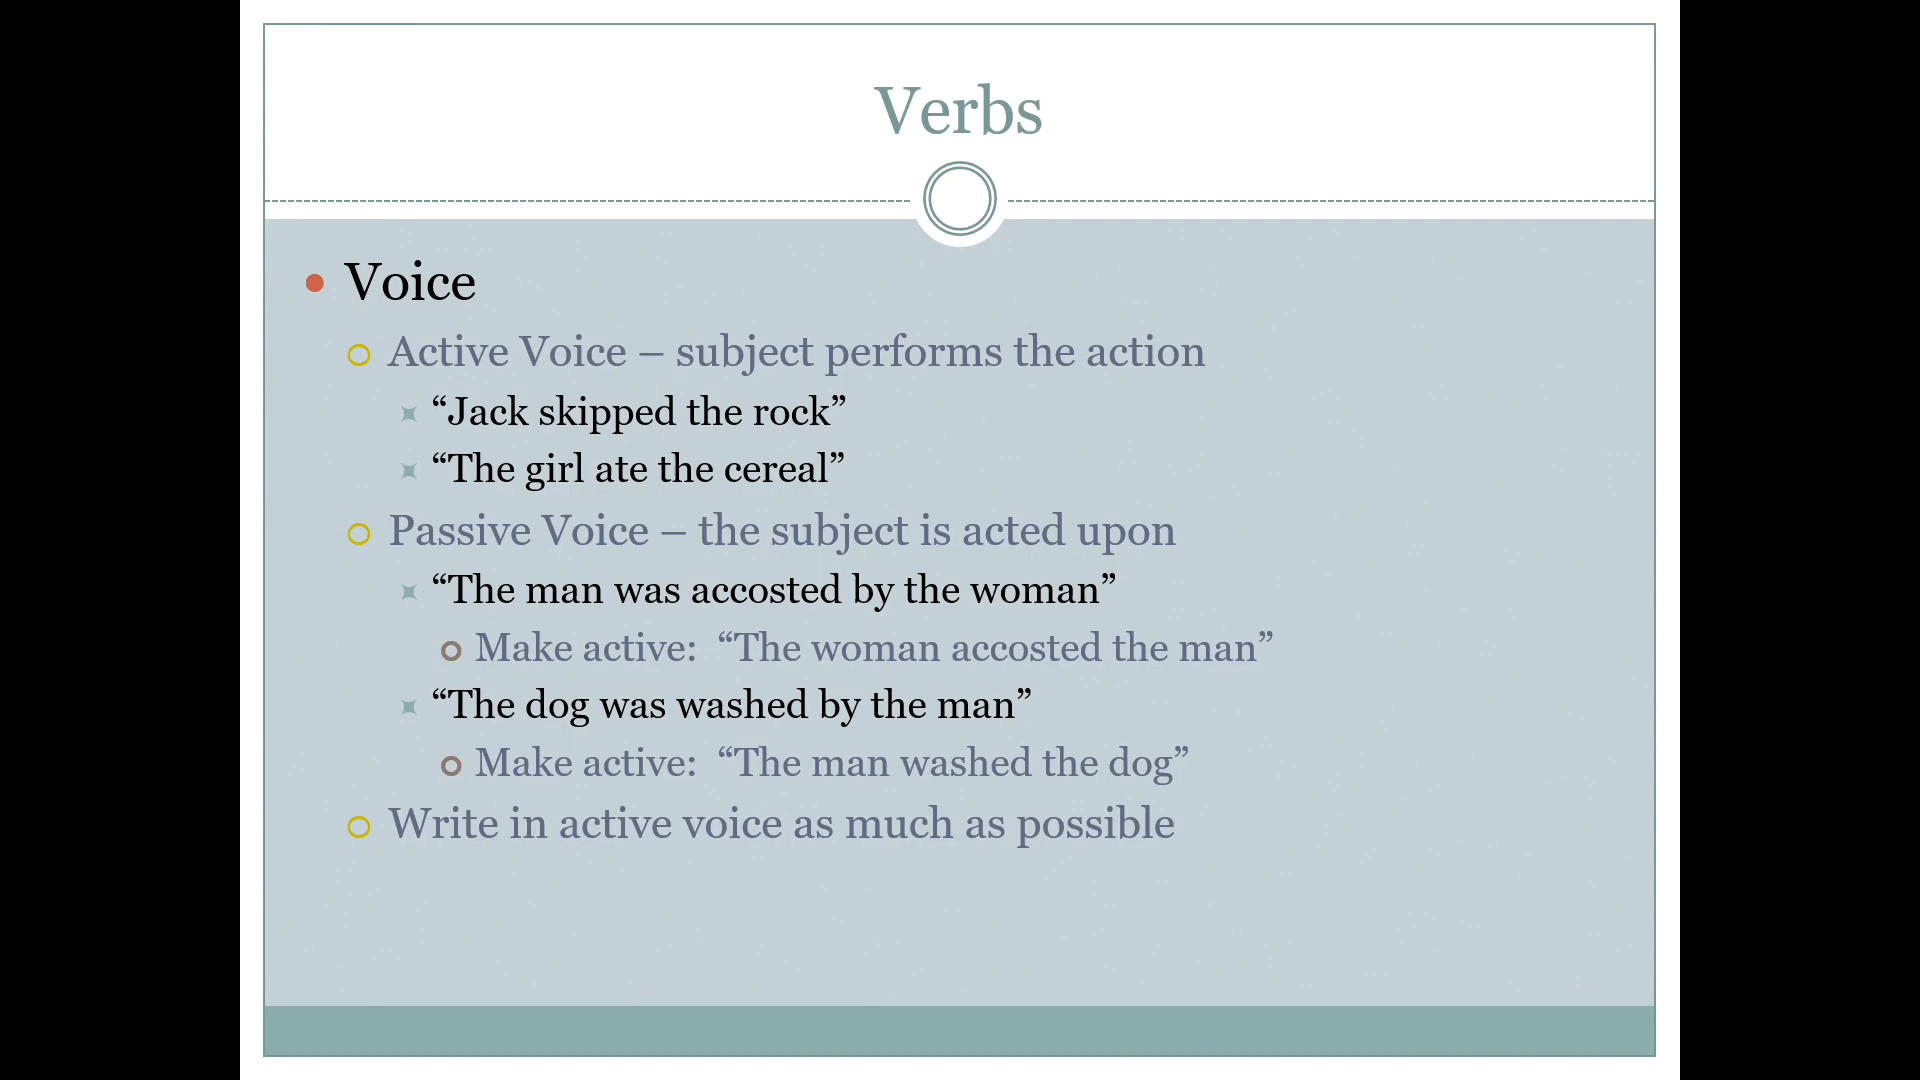 Verbs
Voice
Active Voice – subject performs the action
“Jack skipped the rock”
“The girl ate the cereal”
Passive Voice – the subject is acted upon
“The man was accosted by the woman”
Make active:  “The woman accosted the man”
“The dog was washed by the man”
Make active:  “The man washed the dog”
Write in active voice as much as possible